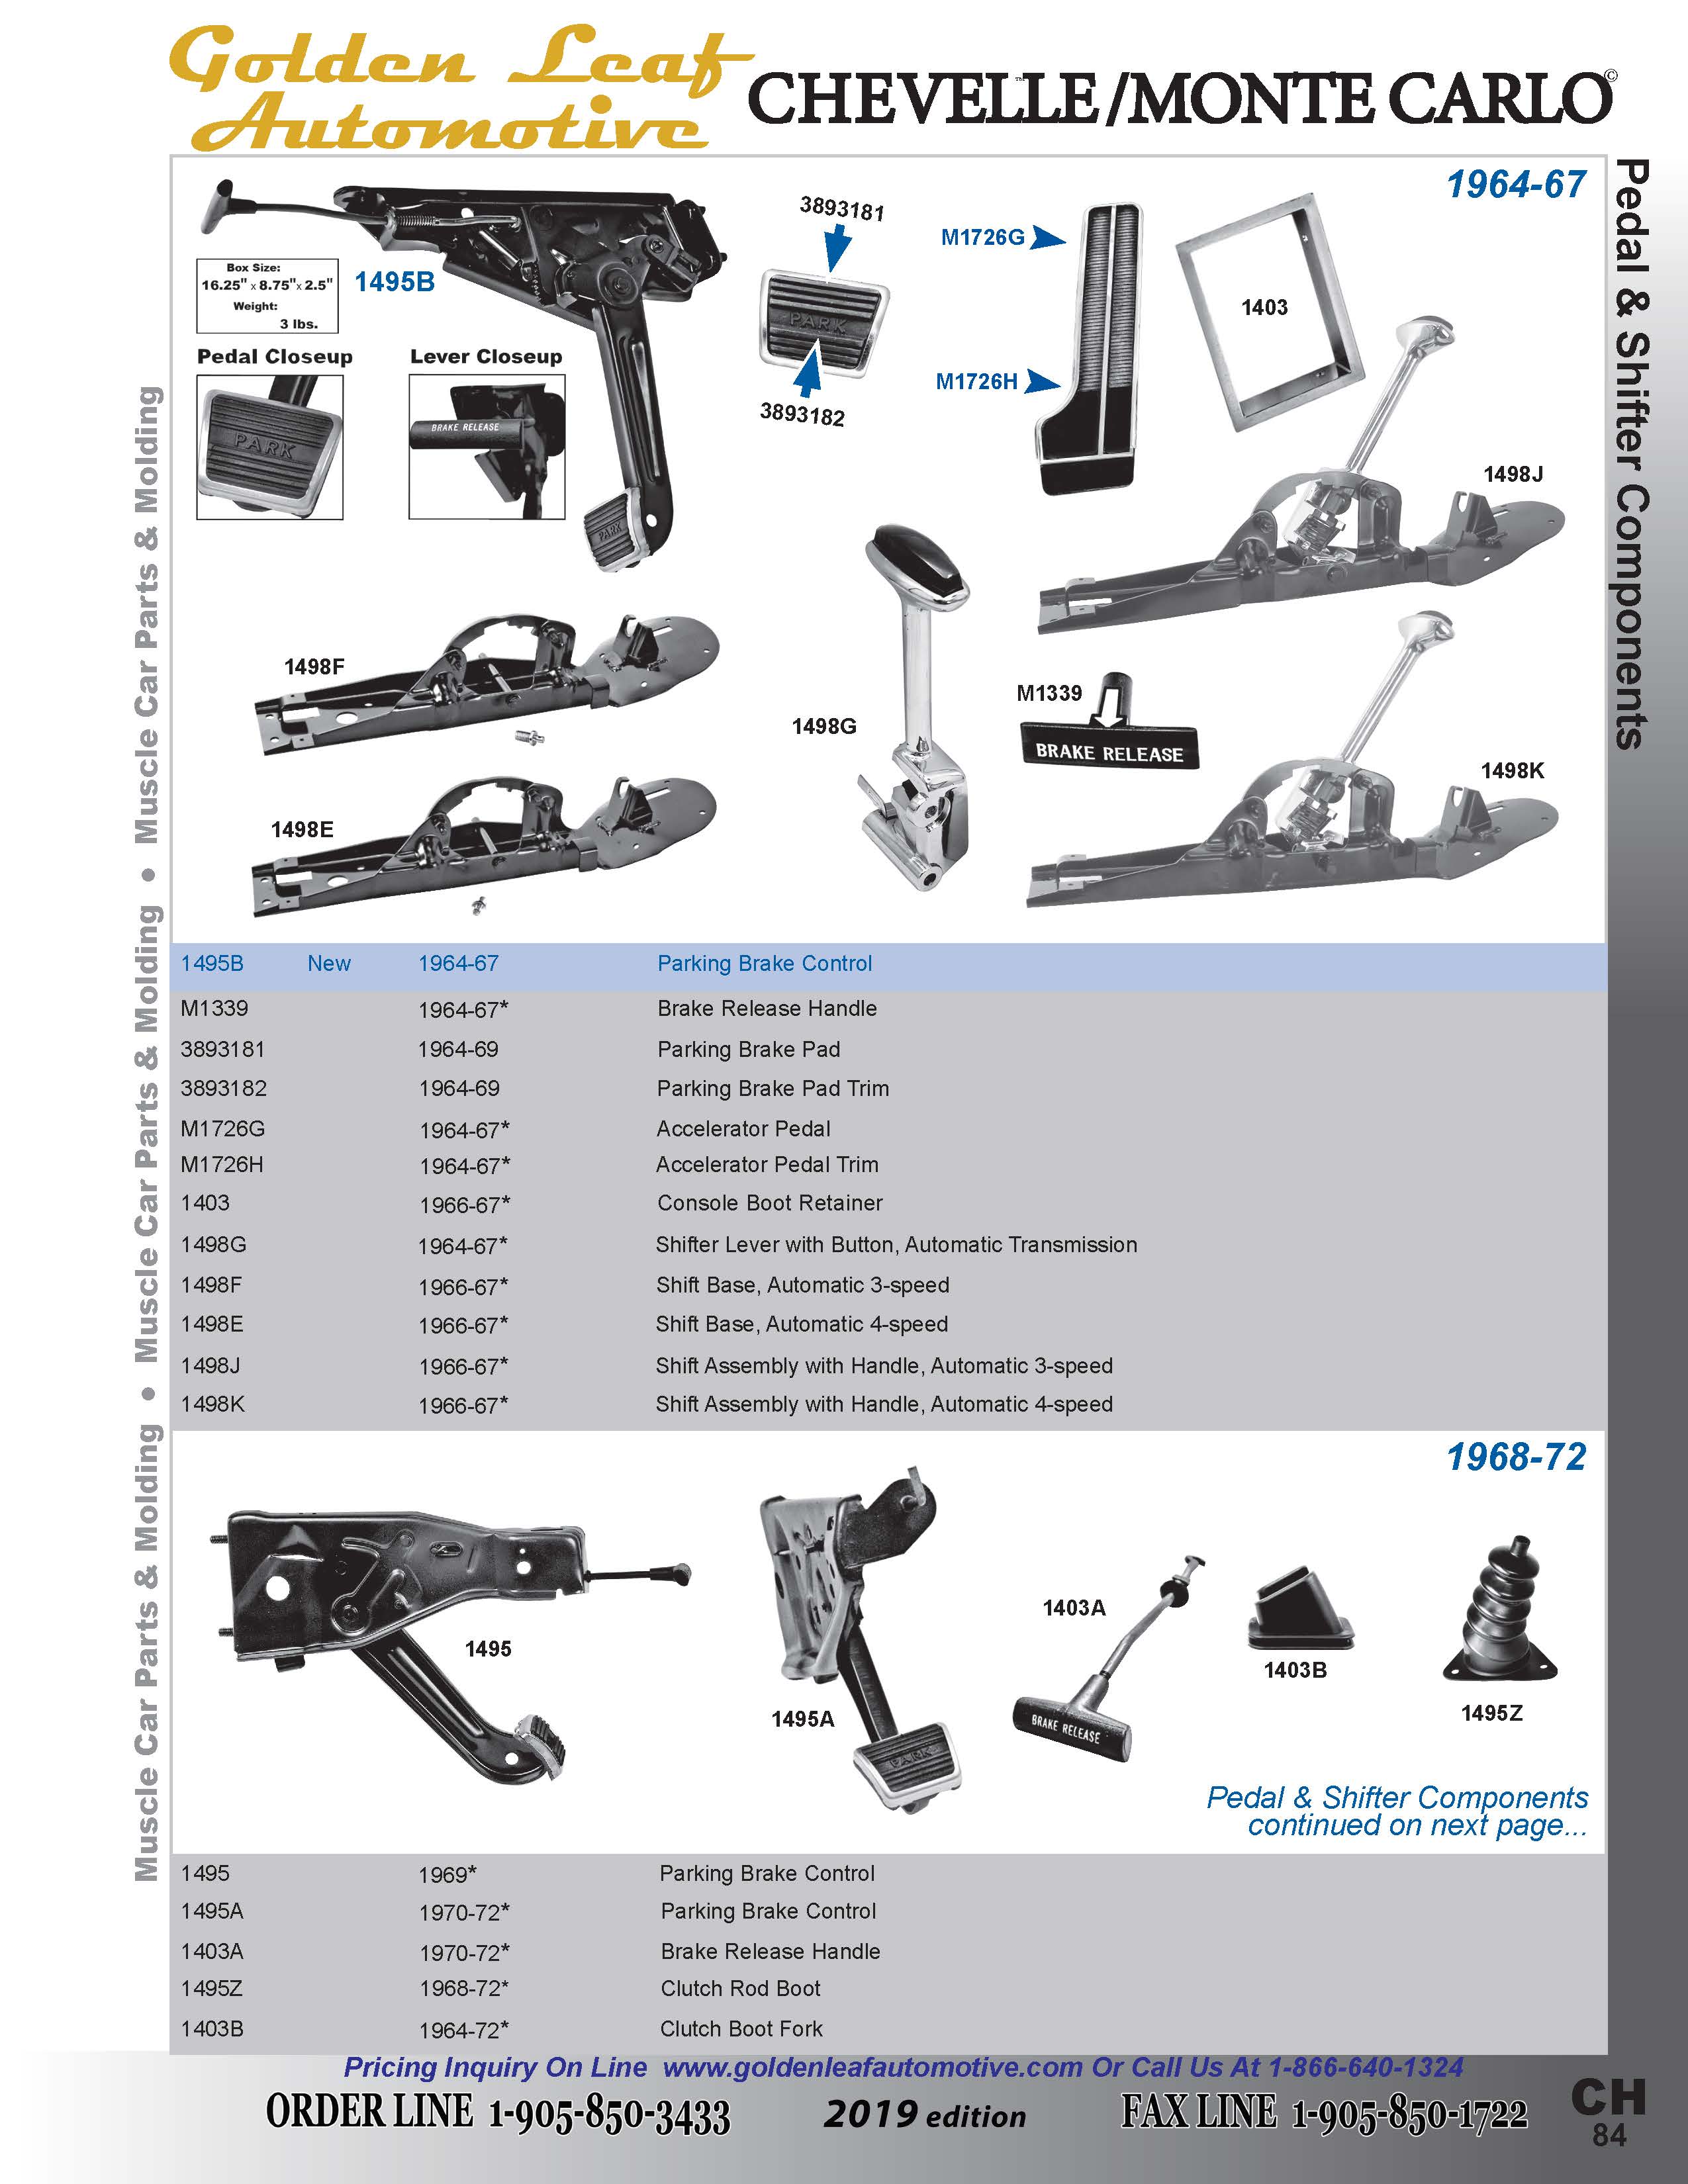 Golden Leaf
Automotive
CHEVELLE/MONTE CARLO©
™
Pedal & Shifter Components
Muscle Car Parts & Molding • Muscle Car Parts & Molding • Muscle Car Parts & Molding
1964-67
3893181
M1726G
Box Size:
16.25" x 8.75"x 2.5"
Weight:
3 lbs.
1495B
1403
PARK
Pedal Closeup
Lever Closeup
M1726H
3893182
BRAKE RELEASE
PARK
PARK
1498J
1498F
M1339
1498G
BRAKE RELEASE
1498K
1498E
1495B New 1964-67 Parking Brake Control
M1339 1964-67* Brake Release Handle
3893181 1964-69 Parking Brake Pad
3893182 1964-69 Parking Brake Pad Trim
M1726G 1964-67* Accelerator Pedal
M1726H 1964-67* Accelerator Pedal Trim
1403 1966-67* Console Boot Retainer
1498G 1964-67* Shifter Lever with Button, Automatic Transmission
1498F 1966-67* Shift Base, Automatic 3-speed
1498E 1966-67* Shift Base, Automatic 4-speed
1498J 1966-67* Shift Assembly with Handle, Automatic 3-speed
1498K 1966-67* Shift Assembly with Handle, Automatic 4-speed
1968-72
1403A
1495
1403B
1495A
1495Z
BRAKE RELEASE
PARK
Pedal & Shifter Components
continued on next page...
1495 1969* Parking Brake Control
1495A 1970-72* Parking Brake Control
1403A 1970-72* Brake Release Handle
1495Z 1968-72* Clutch Rod Boot
1403B 1964-72* Clutch Boot Fork
Pricing Inquiry On Line www.goldenleafautomotive.com Or Call Us At 1-866-640-1324
ORDER LINE 1-905-850-3433 2019 edition FAX LINE 1-905-850-1722
CH
84